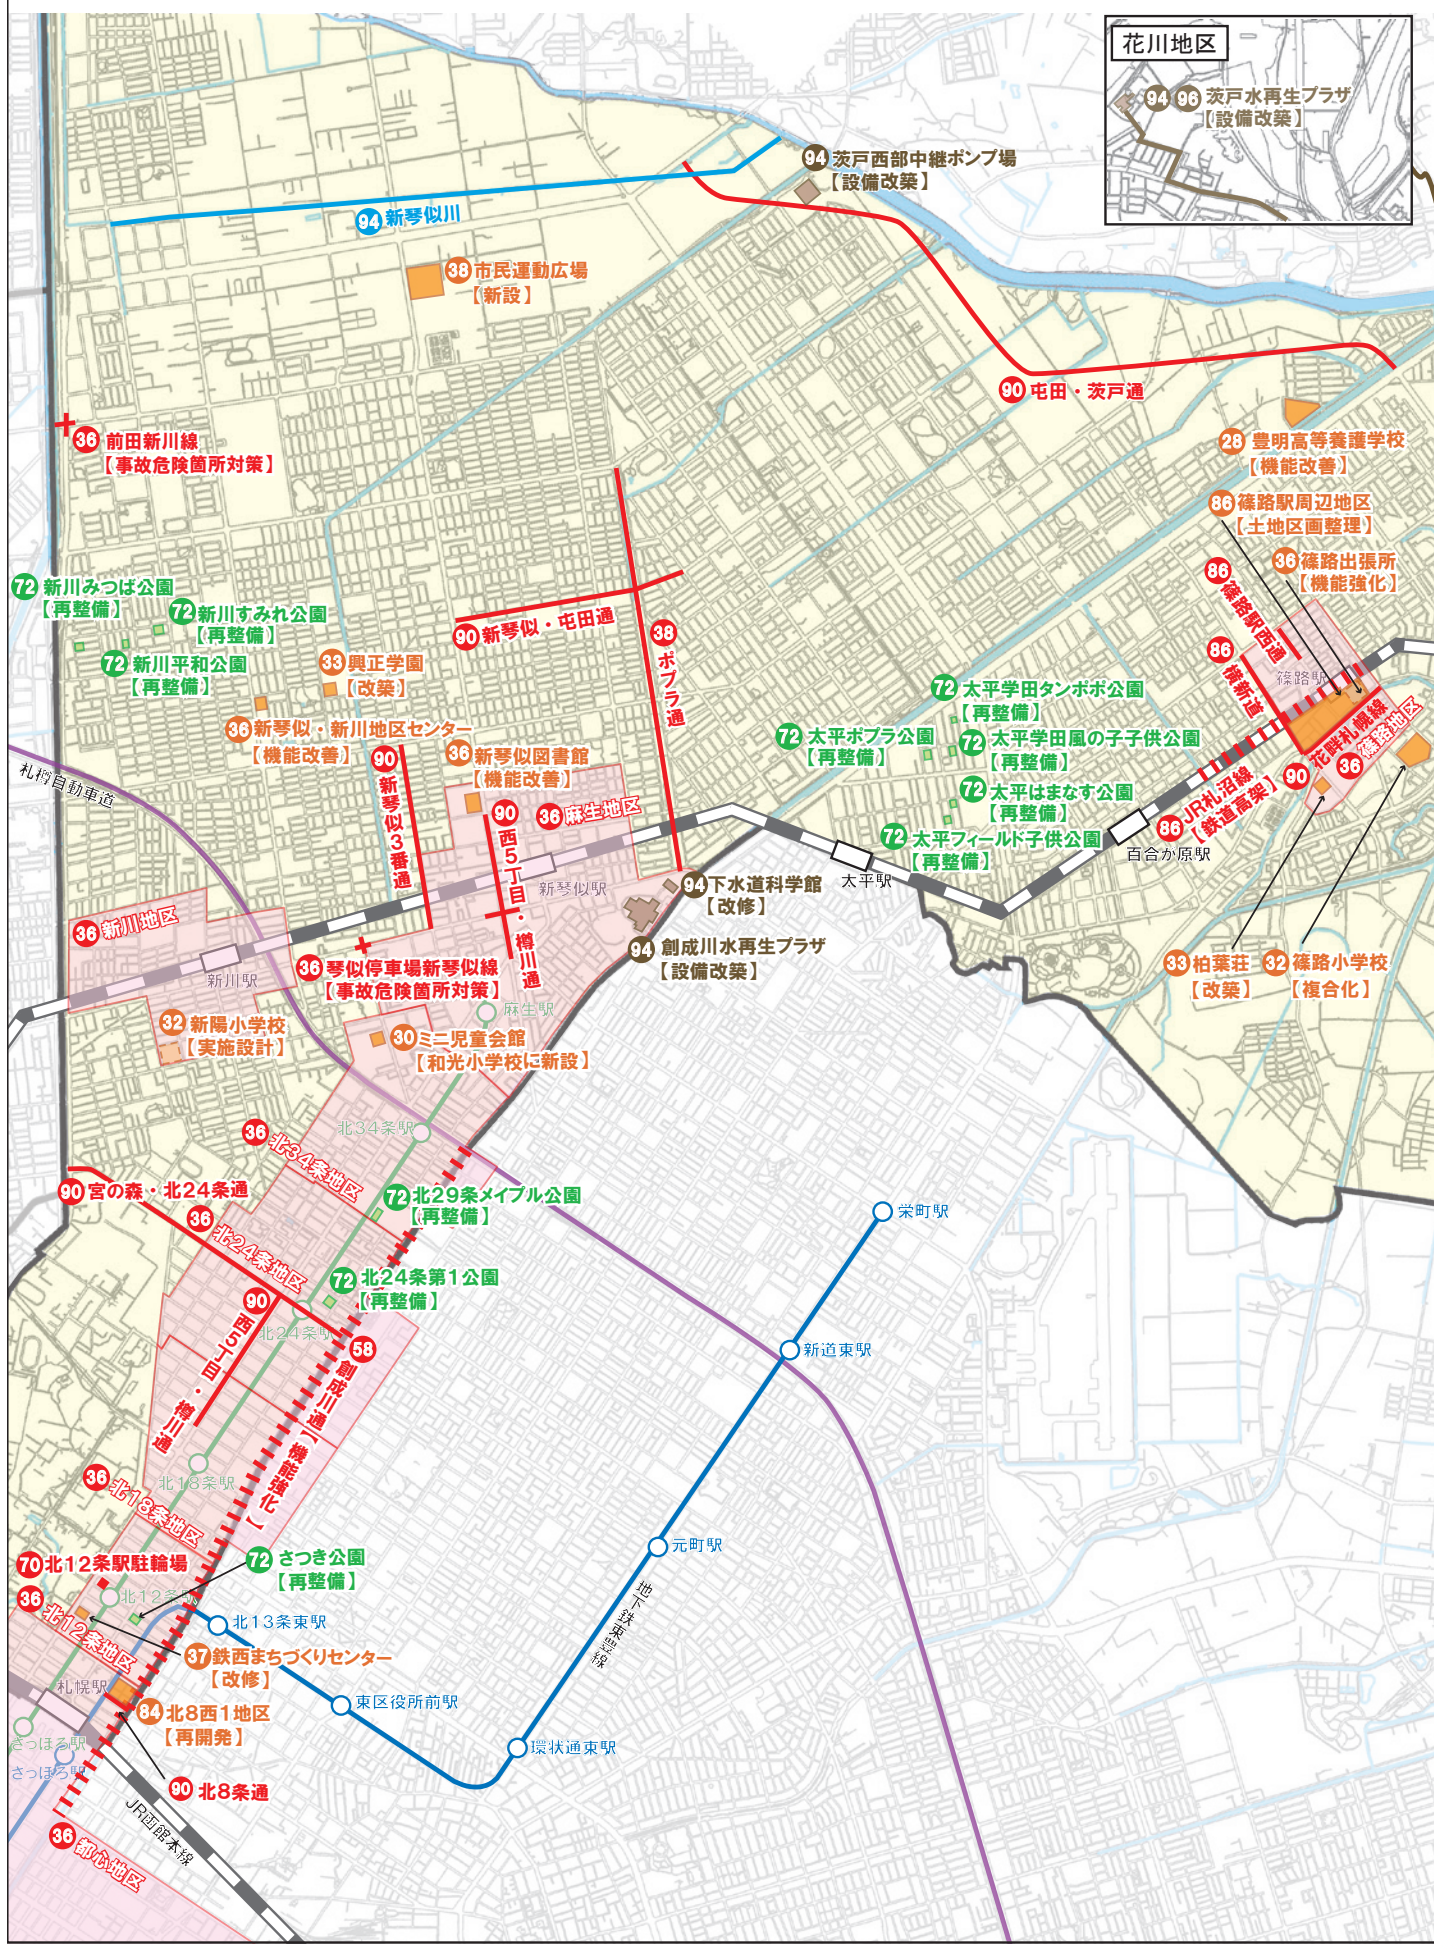 花川地区
94 96 茨戸水再生プラザ
【設備改築】
94 茨戸西部中継ポンプ場
【設備改築】
94 新琴似川
38 市民運動広場
【新設】
90 屯田・茨戸通
36 前田新川線
【事故危険箇所対策】
28 豊明高等養護学校
【機能改善】
86 篠路駅周辺地区
【土地区画整理】
36 篠路出張所
【機能強化】
86 篠路駅西通
86 横新道
篠路駅
花畔札幌線
90
36 篠路地区
86 JR札沼線
【鉄道高架】
百合が原駅
72 新川みつば公園
【再整備】
72 新川すみれ公園
【再整備】
72 新川平和公園
【再整備】
33 興正学園
【改築】
90 新琴似・屯田通
38 ポプラ通
36 新琴似・新川地区センター
【機能改善】
36 新琴似図書館
【機能改善】
90 新琴似3番通
90 西5丁目・樽川通
36 麻生地区
72 太平学田タンポポ公園
【再整備】
72 太平ポプラ公園
【再整備】
72 太平学田風の子子供公園
【再整備】
72 太平はまなす公園
【再整備】
72 太平フィールド子供公園
【再整備】
太平駅
札樽自動車道
新琴似駅
94 下水道科学館
【改修】
94 創成川水再生プラザ
【設備改築】
36 新川地区
新川駅
36 琴似停車場新琴似線
【事故危険箇所対策】
33 柏葉荘
【改築】
32 篠路小学校
【複合化】
麻生駅
32 新陽小学校
【実施設計】
30 ミニ児童会館
【和光小学校に新設】
北34条駅
36 北34条地区
90 宮の森・北24条通
72 北29条メイプル公園
【再整備】
36 北24条地区
栄町駅
72 北24条第1公園
【再整備】
90 西5丁目・樽川通
北24条駅
58 創成川通【機能強化】
新道東駅
北18条駅
36 北18条地区
元町駅
地下鉄東豊線
70 北12条駅駐輪場
72 さつき公園
【再整備】
北12条駅
36 北12条地区
北13条東駅
37 鉄西まちづくりセンター
【改修】
札幌駅
84 北8西1地区
【再開発】
東区役所前駅
環状通東駅
さっぽろ駅
さっぽろ駅
90 北8条通
JR函館本線
36 都心地区